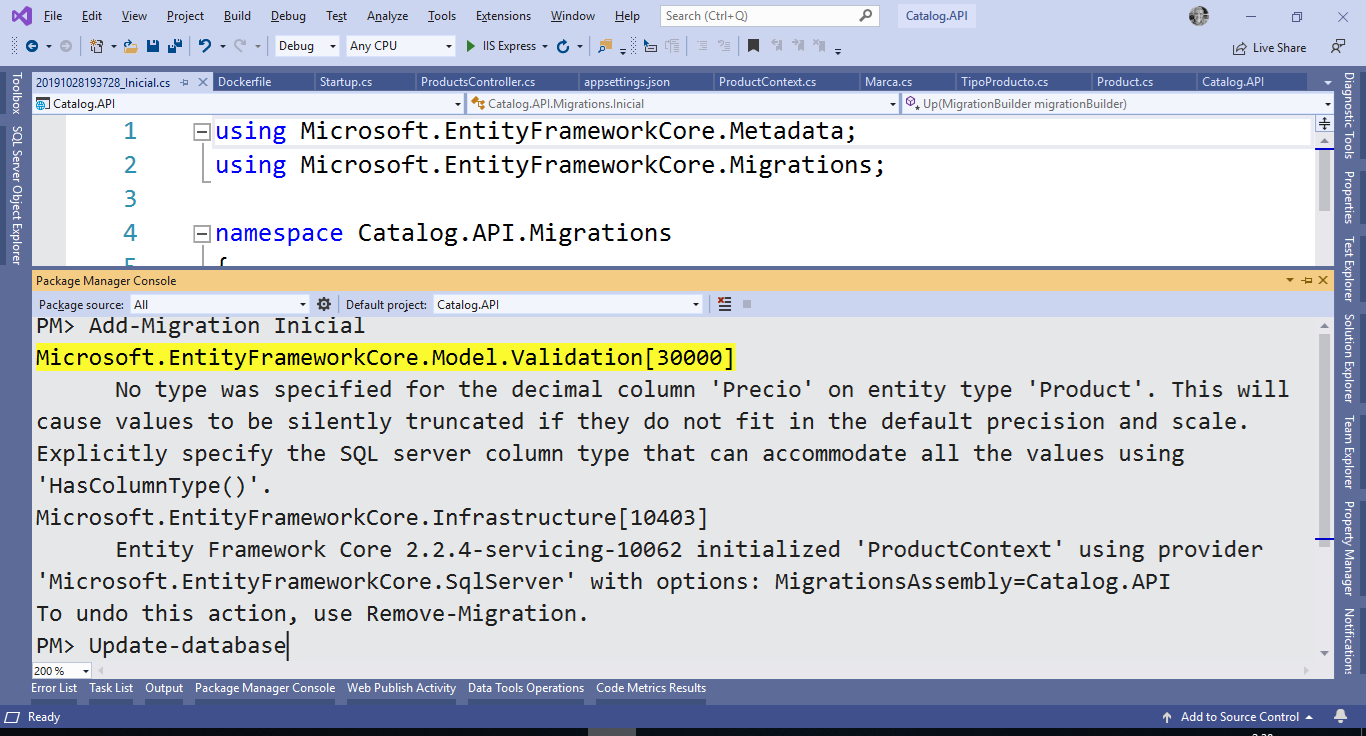 File Edit View Project Build Debug Test Analyze Tools Extensions Window Help Search (Ctrl+Q) Catalog.API
Debug Any CPU IIS Express Live Share
20191028193728_Inicial.cs Dockerfile Startup.cs ProductsController.cs appsettings.json ProductContext.cs Marca.cs TipoProducto.cs Product.cs Catalog.API
Catalog.API Catalog.API.Migrations.Inicial Up(MigrationBuilder migrationBuilder)
1 using Microsoft.EntityFrameworkCore.Metadata;
2 using Microsoft.EntityFrameworkCore.Migrations;
3
4 namespace Catalog.API.Migrations
5 {
Package Manager Console
Package source: All Default project: Catalog.API
PM> Add-Migration Inicial
Microsoft.EntityFrameworkCore.Model.Validation[30000]
No type was specified for the decimal column 'Precio' on entity type 'Product'. This will
cause values to be silently truncated if they do not fit in the default precision and scale.
Explicitly specify the SQL server column type that can accommodate all the values using
'HasColumnType()'.
Microsoft.EntityFrameworkCore.Infrastructure[10403]
Entity Framework Core 2.2.4-servicing-10062 initialized 'ProductContext' using provider
'Microsoft.EntityFrameworkCore.SqlServer' with options: MigrationsAssembly=Catalog.API
To undo this action, use Remove-Migration.
PM> Update-database
200 %
Error List Task List Output Package Manager Console Web Publish Activity Data Tools Operations Code Metrics Results
Ready Add to Source Control
Toolbox
SQL Server Object Explorer
Diagnostic Tools
Properties
Test Explorer
Solution Explorer
Team Explorer
Property Manager
Notifications